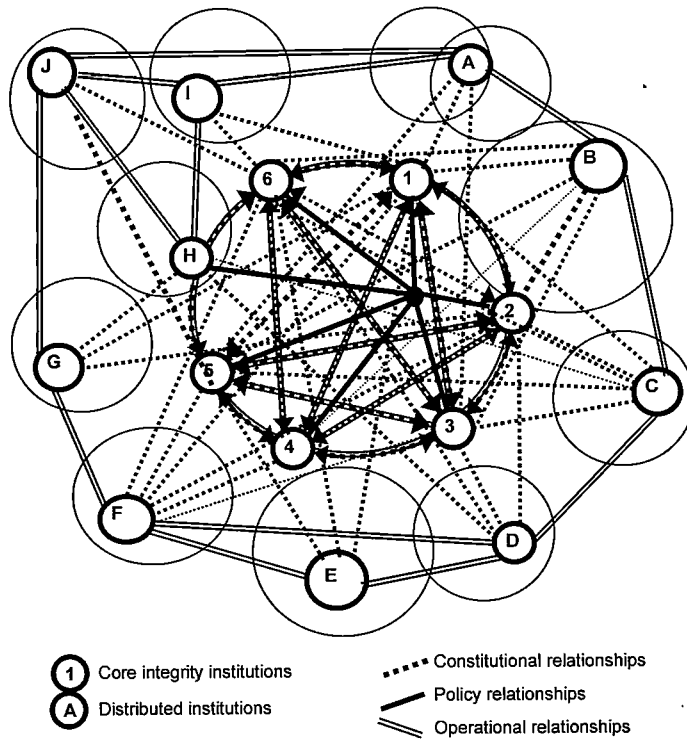 J
A
I
B
6
1
H
2
G
5
C
3
4
F
D
E
1 Core integrity institutions
A Distributed institutions
Constitutional relationships
Policy relationships
Operational relationships